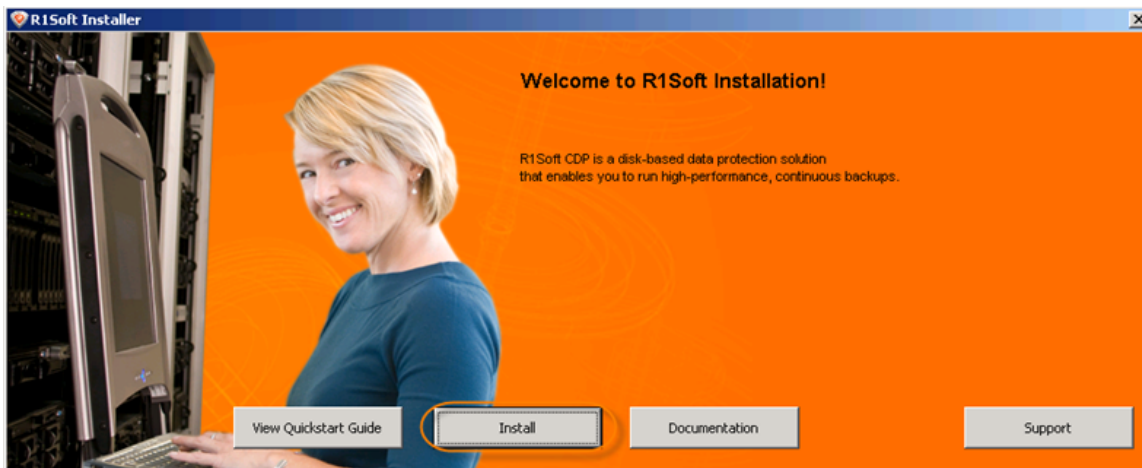 R1Soft Installer
Welcome to R1Soft Installation!
R1Soft CDP is a disk-based data protection solution
that enables you to run high-performance, continuous backups.
View Quickstart Guide
Install
Documentation
Support